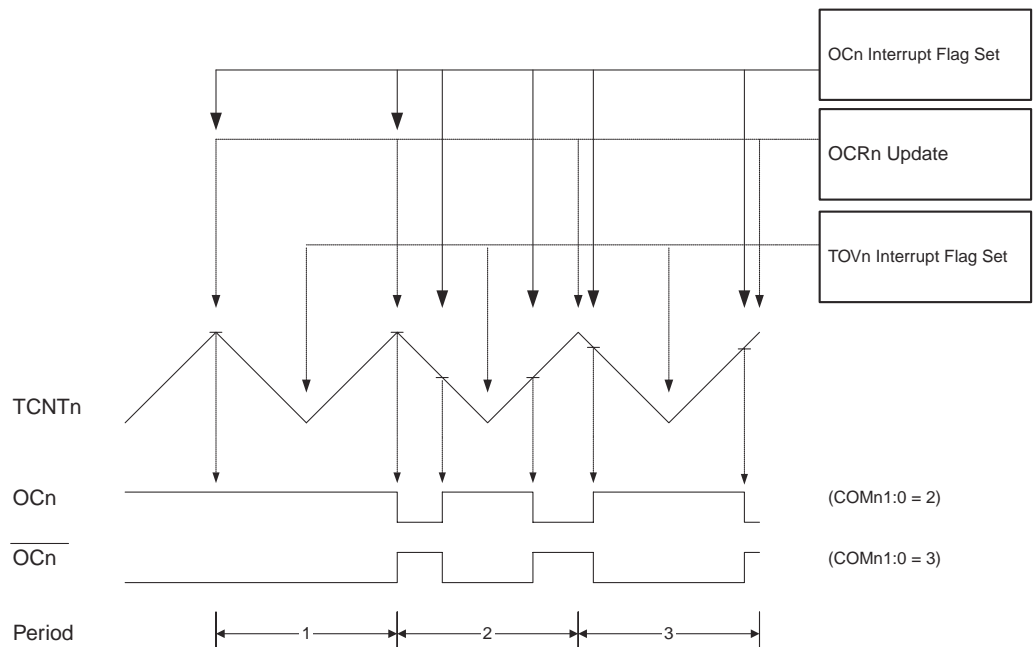 OCn Interrupt Flag Set
OCRn Update
TOVn Interrupt Flag Set
TCNTn
OCn
(COMn1:0 = 2)
OCn
(COMn1:0 = 3)
Period
1
2
3